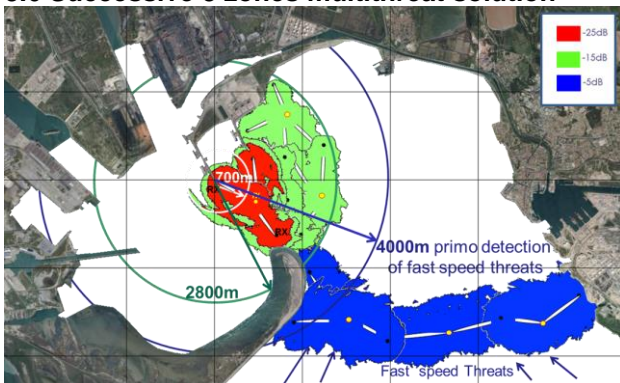 -25dB
-15dB
-5dB
700m
RX
RX
4000m primo detection
of fast speed threats
2800m
Fast speed Threats